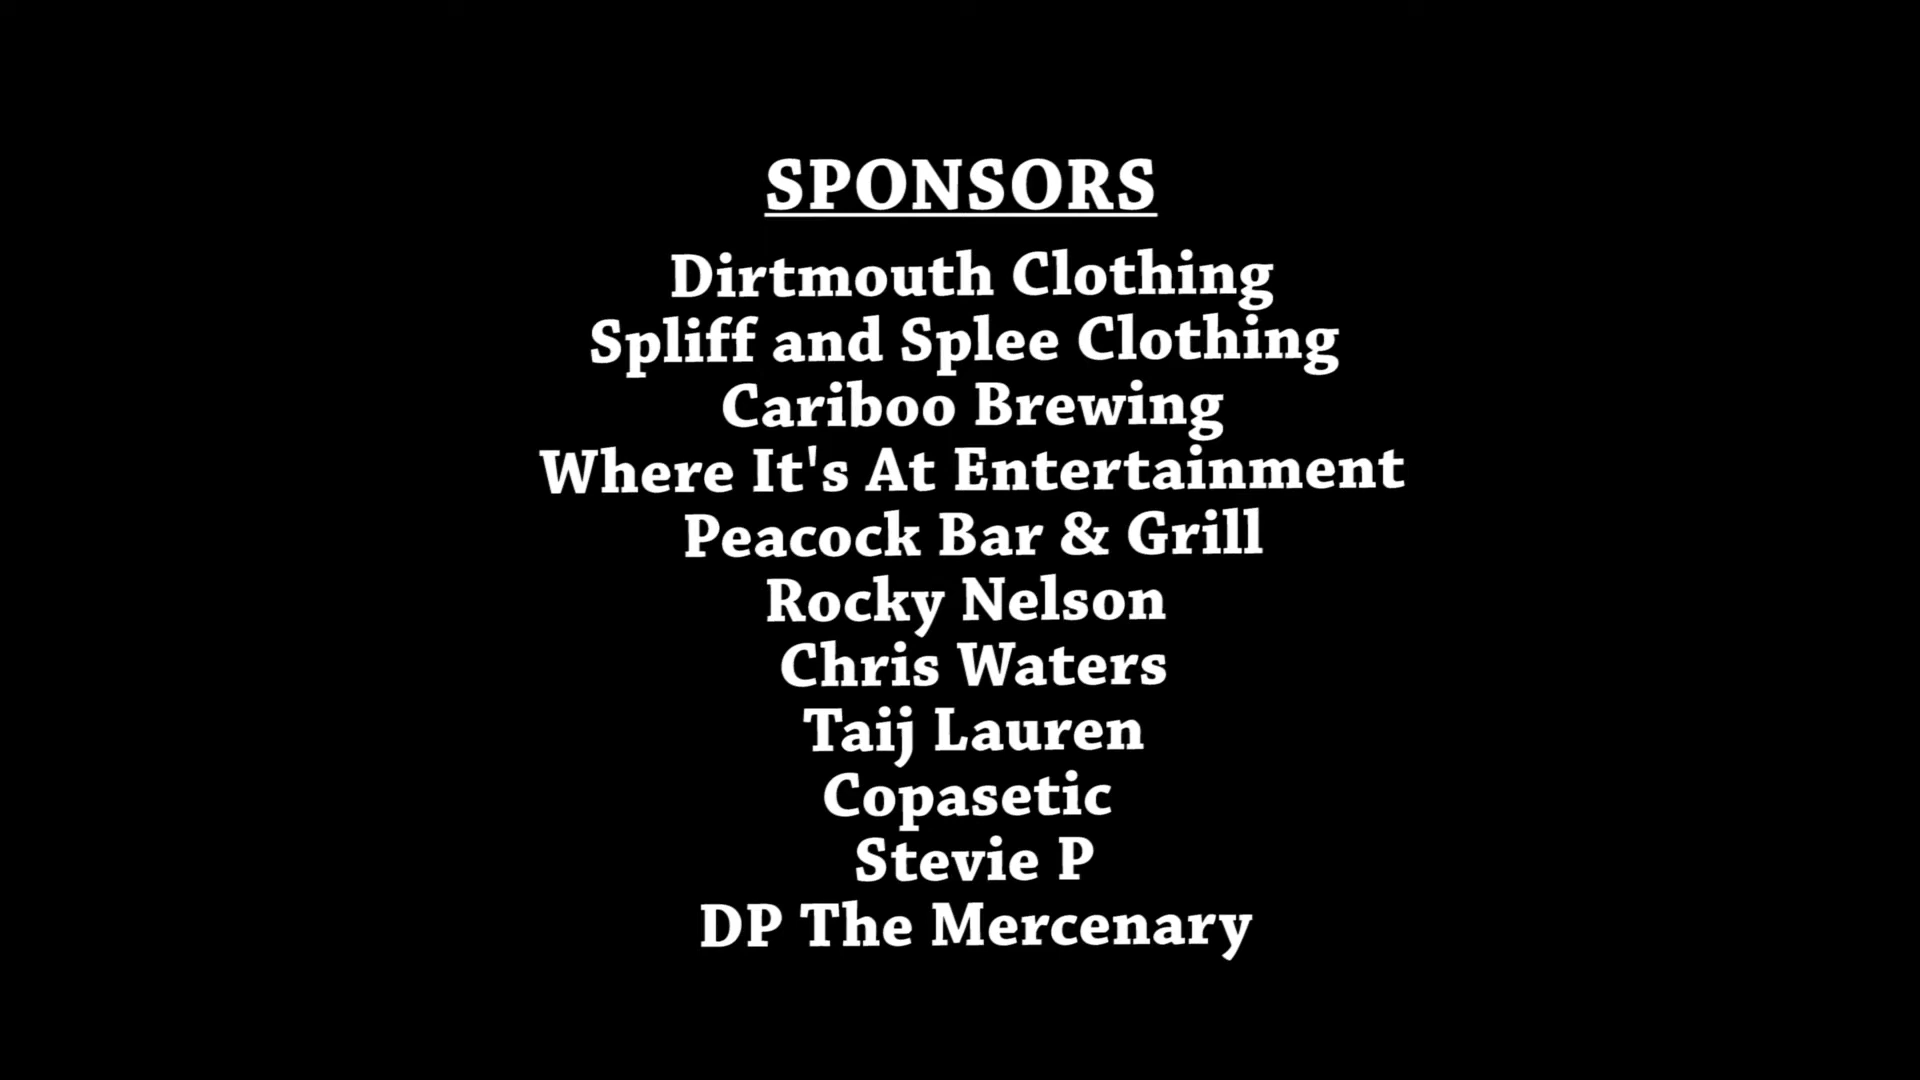 SPONSORS
Dirtmouth Clothing
Spliff and Splee Clothing
Cariboo Brewing
Where It's At Entertainment
Peacock Bar & Grill
Rocky Nelson
Chris Waters
Taij Lauren
Copasetic
Stevie P
DP The Mercenary